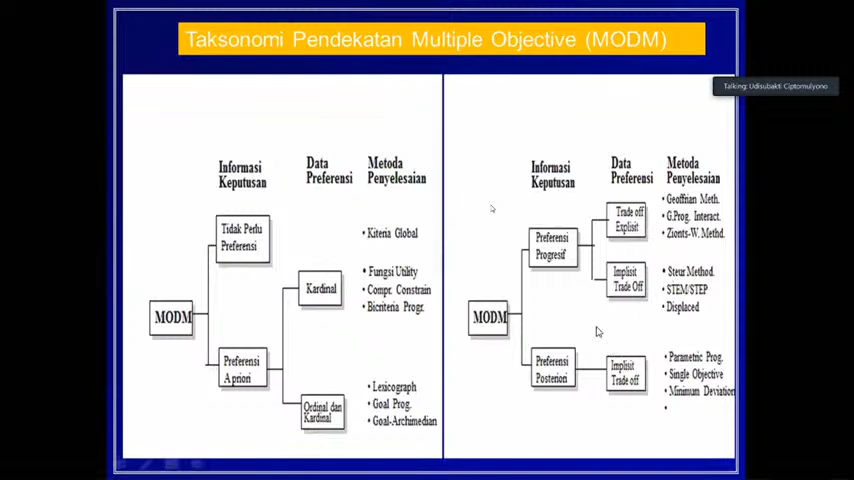 Taksonomi Pendekatan Multiple Objective (MODM)
Talking: Udisubakti Ciptomulyono
Informasi
Keputusan
Data
Preferensi
Metoda
Penyelesaian
Tidak Perlu
Preferensi
• Kiteria Global
Kardinal
• Fungsi Utility
• Compr. Constrain
• Bicriteria Progr.
MODM
Preferensi
A priori
Ordinal dan
Kardinal
• Lexicograph
• Goal Prog.
• Goal-Archimedian
Informasi
Keputusan
Data
Preferensi
Metoda
Penyelesaian
Preferensi
Progresif
Trade off
Explisit
• Geoffrian Meth.
• G.Prog. Interact.
• Zionts-W. Methd.
Implisit
Trade Off
• Steur Method.
• STEM/STEP
• Displaced
MODM
Preferensi
Posteriori
Implisit
Trade off
• Parametric Prog.
• Single Objective
• Minimum Deviation
•